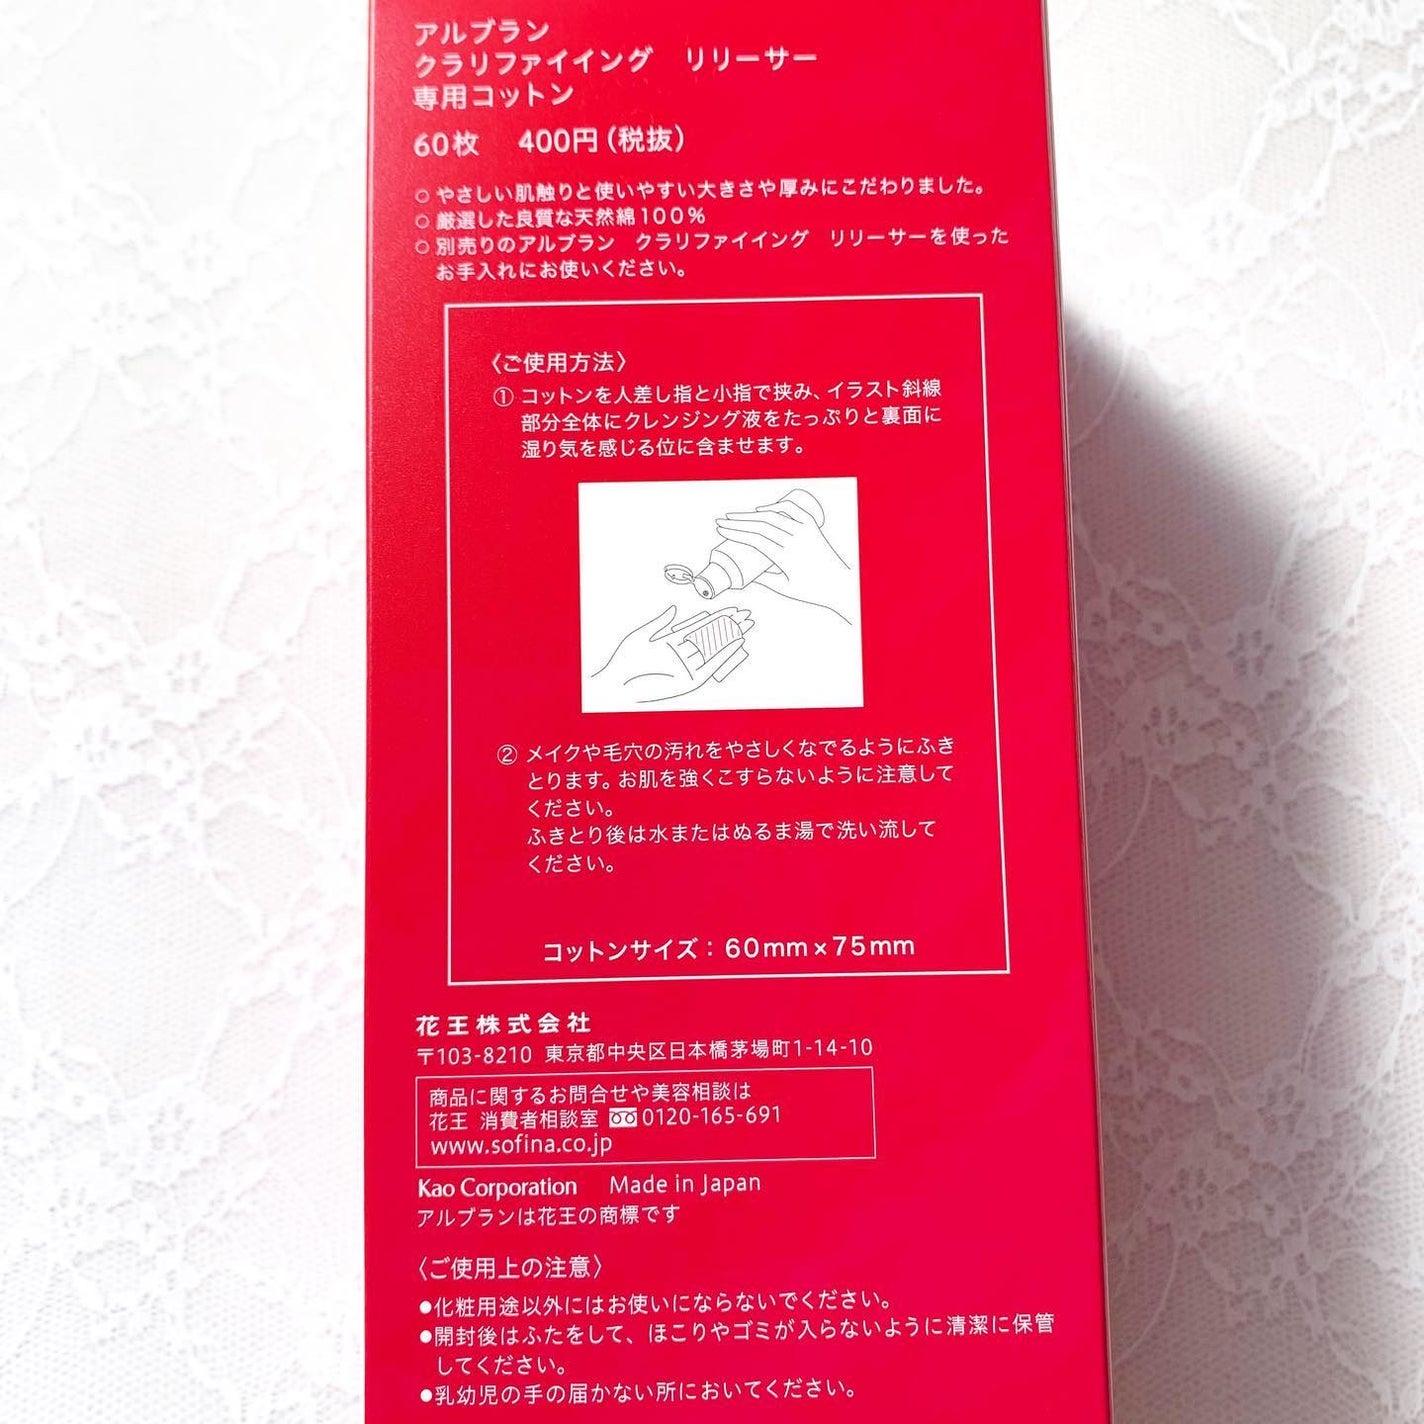 アルブラン
クラリファイイング　リリーサー
専用コットン
60枚　400円（税抜）
○ やさしい肌触りと使いやすい大きさや厚みにこだわりました。
○ 厳選した良質な天然綿100%
○ 別売りのアルブラン　クラリファイイング　リリーサーを使った
お手入れにお使いください。
〈ご使用方法〉
① コットンを人差し指と小指で挟み、イラスト斜線
部分全体にクレンジング液をたっぷりと裏面に
湿り気を感じる位に含ませます。
② メイクや毛穴の汚れをやさしくなでるようにふき
とります。お肌を強くこすらないように注意して
ください。
ふきとり後は水またはぬるま湯で洗い流して
ください。
コットンサイズ：60mm×75mm
花王株式会社
〒103-8210 東京都中央区日本橋茅場町1-14-10
商品に関するお問合せや美容相談は
花王 消費者相談室 0120-165-691
www.sofina.co.jp
Kao Corporation Made in Japan
アルブランは花王の商標です
〈ご使用上の注意〉
●化粧用途以外にはお使いにならないでください。
●開封後はふたをして、ほこりやゴミが入らないように清潔に保管
してください。
●乳幼児の手の届かない所においてください。